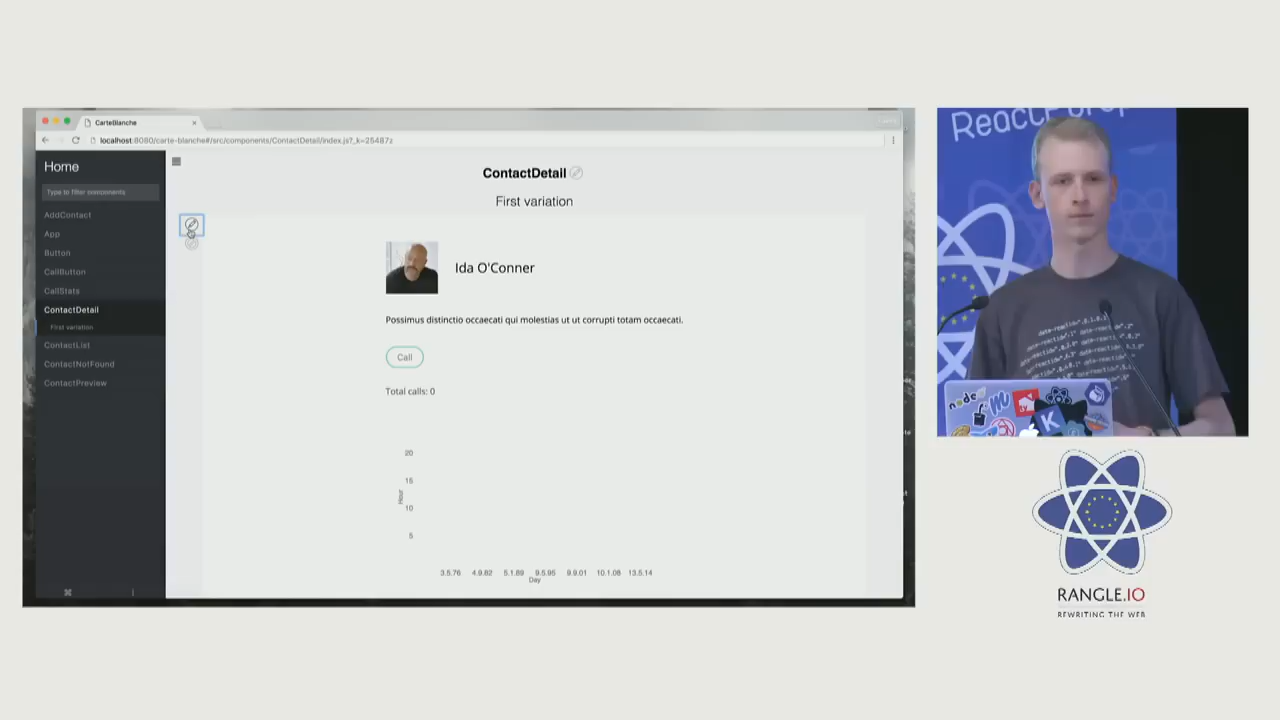 CarteBlanche
localhost:8080/carte-blanche#/src/components/ContactDetail/index.js?_k=25487z
Home
Type to filter components
AddContact
App
Button
CallButton
CallStats
ContactDetail
First variation
ContactList
ContactNotFound
ContactPreview
ContactDetail
First variation
Ida O'Conner
Possimus distinctio occaecati qui molestias ut ut corrupti totam occaecati.
Call
Total calls: 0
20
15
10
5
Hour
3.5.76 4.9.82 5.1.89 9.5.95 9.9.01 10.1.08 13.5.14
Day
ReactEurop
node
K
RANGLE.IO
REWRITING THE WEB